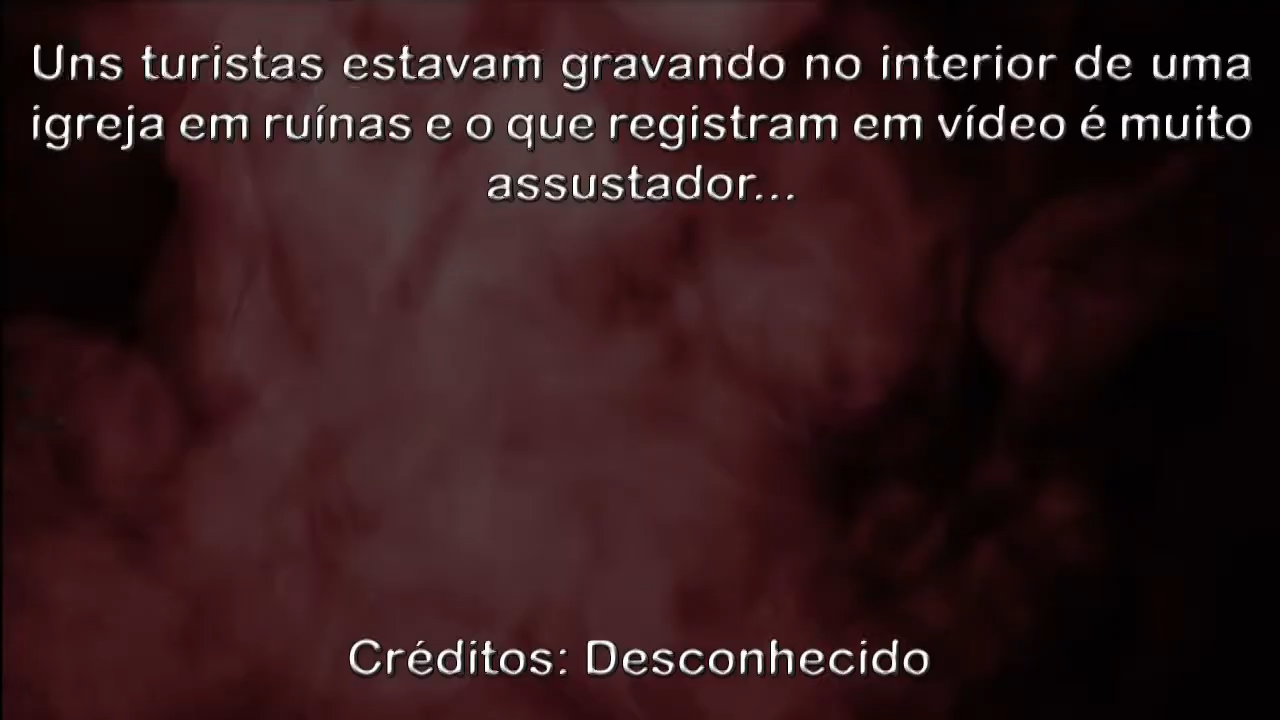 Uns turistas estavam gravando no interior de uma
igreja em ruínas e o que registram em vídeo é muito
assustador...
Créditos: Desconhecido